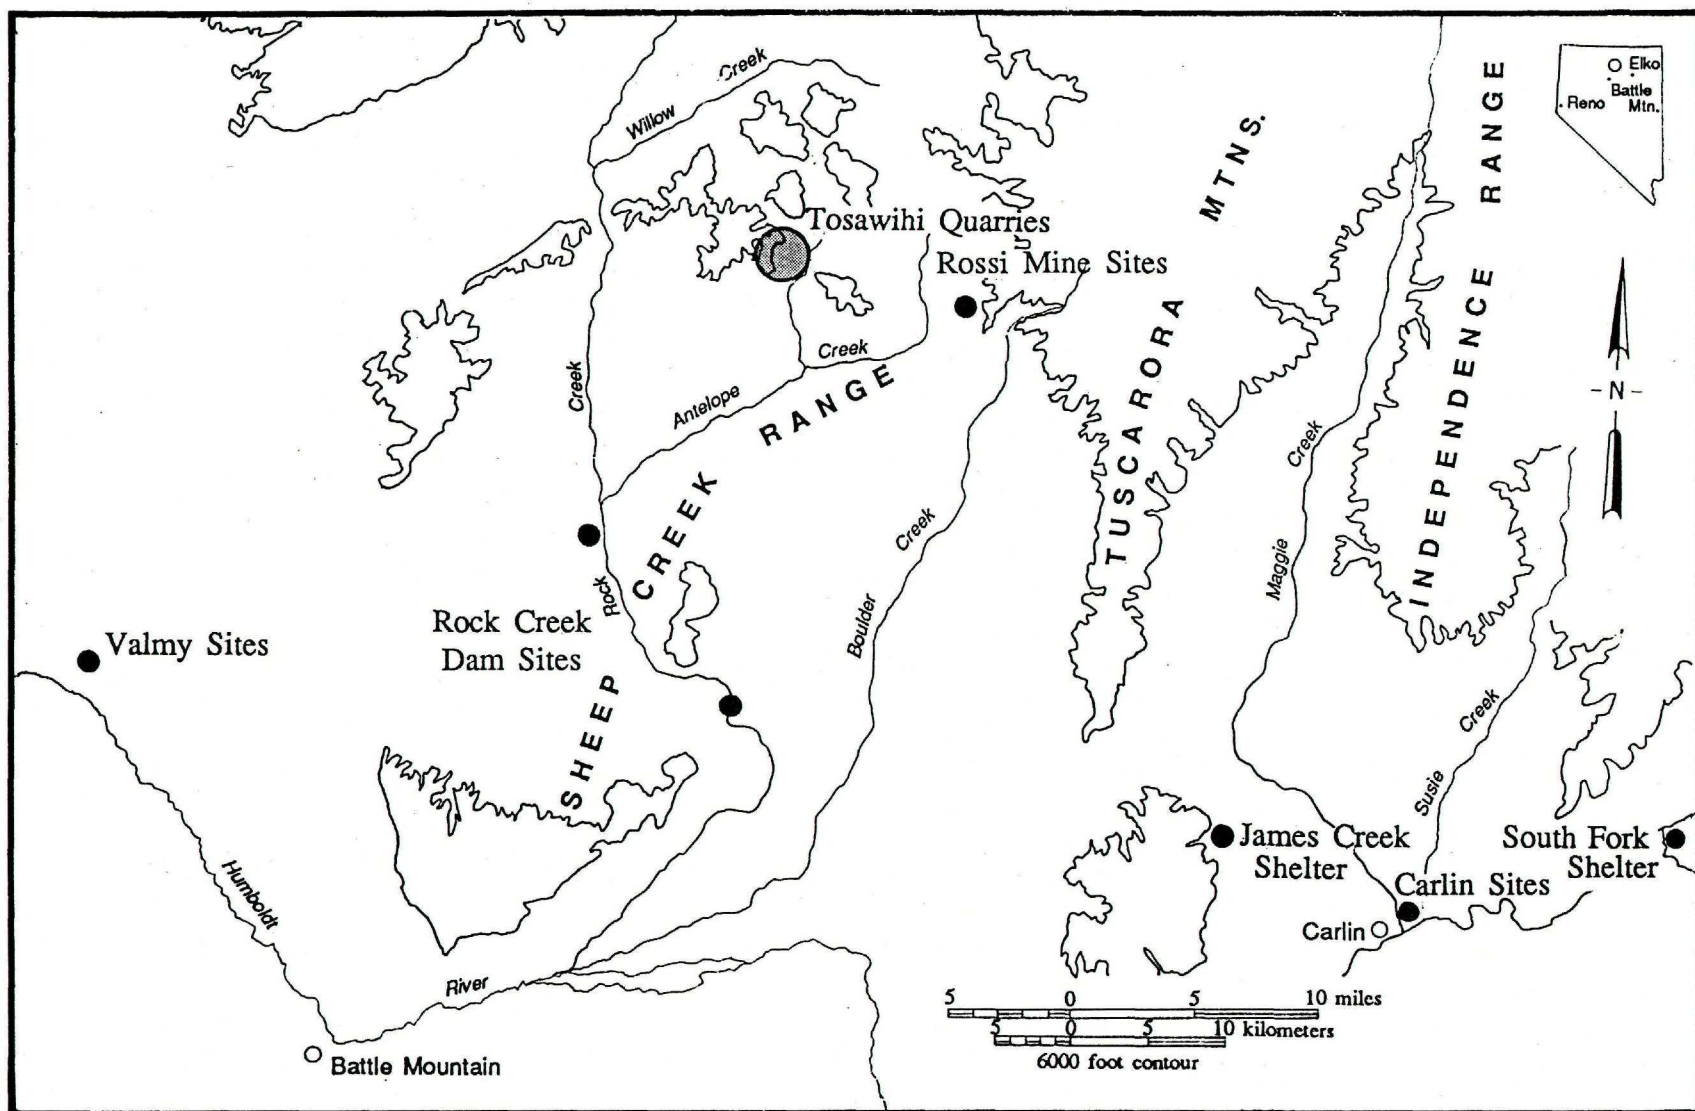 Creek
Willow
Elko
Battle
Reno
Mtn.
TUSCARORA MTNS.
INDEPENDENCE RANGE
Tosawihi Quarries
Rossi Mine Sites
Creek
Creek
Antelope
SHEEP CREEK RANGE
Creek
Rock
- N -
Creek
Maggie
Creek
Boulder
Valmy Sites
Rock Creek
Dam Sites
Creek
Susie
James Creek
Shelter
South Fork
Shelter
Carlin Sites
Carlin
Humboldt
River
Battle Mountain
5 0 5 10 miles
5 0 5 10 kilometers
6000 foot contour